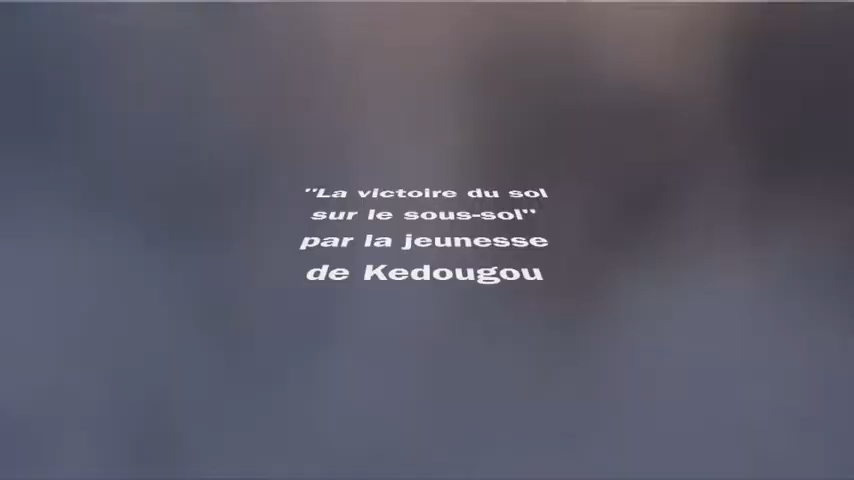 "La victoire du sol
sur le sous-sol"
par la jeunesse
de Kedougou